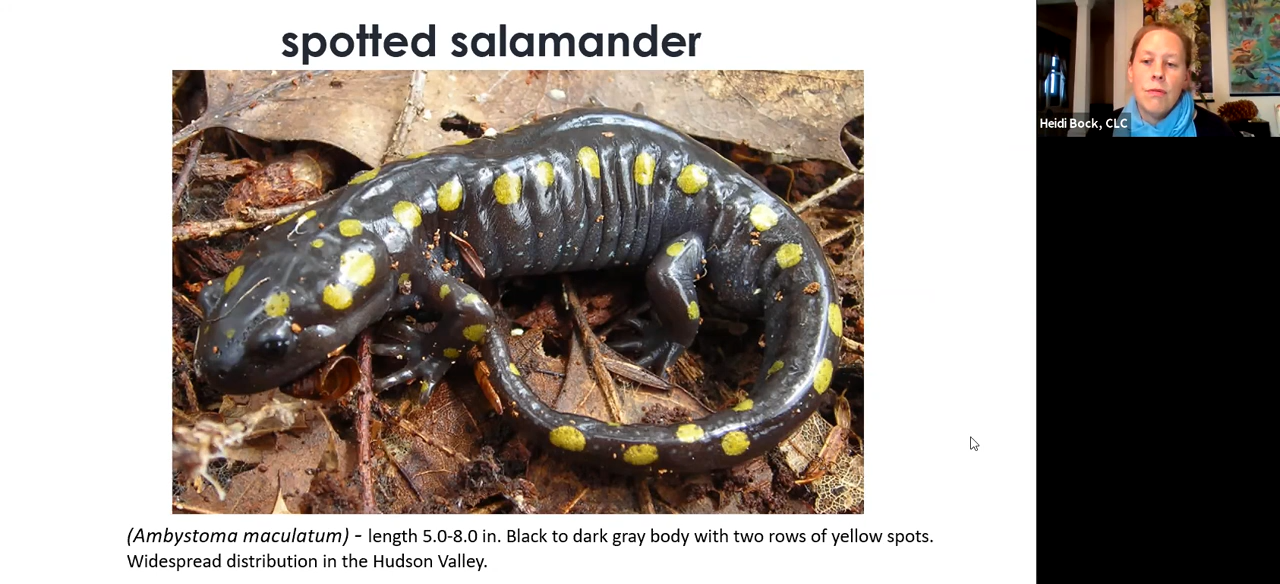 spotted salamander
Heidi Bock, CLC
(Ambystoma maculatum) - length 5.0-8.0 in. Black to dark gray body with two rows of yellow spots.
Widespread distribution in the Hudson Valley.